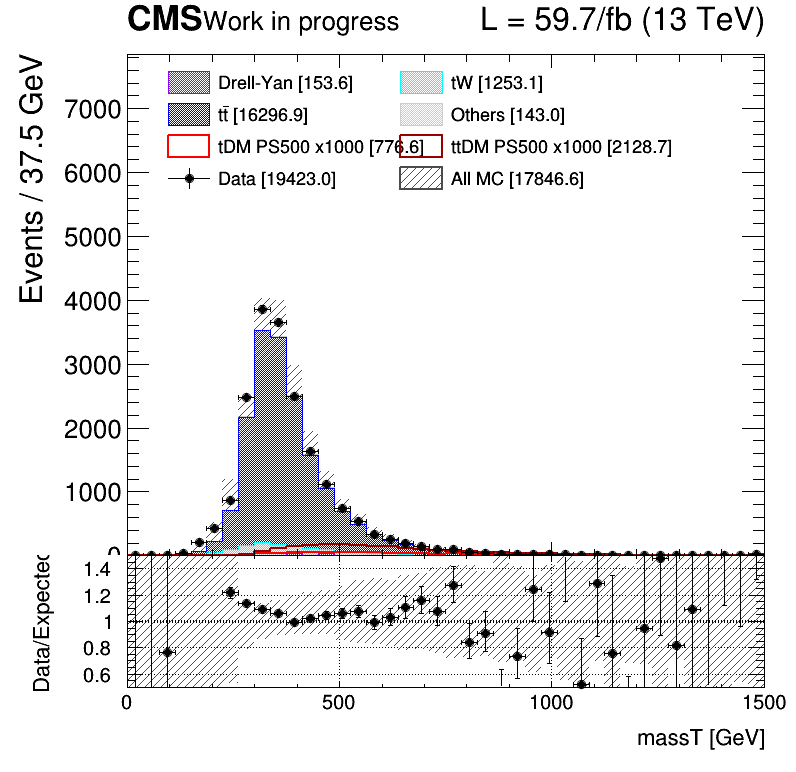 CMS Work in progress L = 59.7/fb (13 TeV)
Events / 37.5 GeV
7000
6000
5000
4000
3000
2000
1000
0
Drell-Yan [153.6] tW [1253.1]
tt̄ [16296.9] Others [143.0]
tDM PS500 x1000 [776.6] ttDM PS500 x1000 [2128.7]
Data [19423.0] All MC [17846.6]
Data/Expected
1.4
1.2
1
0.8
0.6
0 500 1000 1500
massT [GeV]